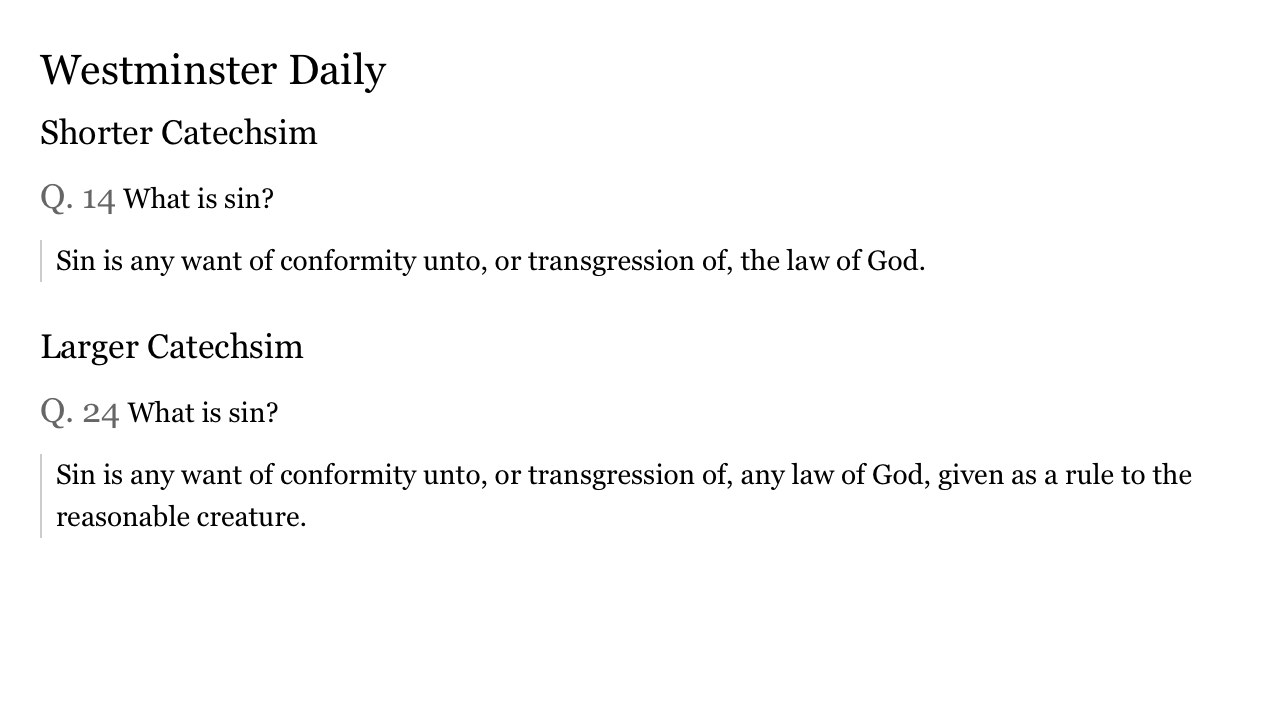 Westminster Daily
Shorter Catechsim
Q. 14 What is sin?
Sin is any want of conformity unto, or transgression of, the law of God.
Larger Catechsim
Q. 24 What is sin?
Sin is any want of conformity unto, or transgression of, any law of God, given as a rule to the
reasonable creature.